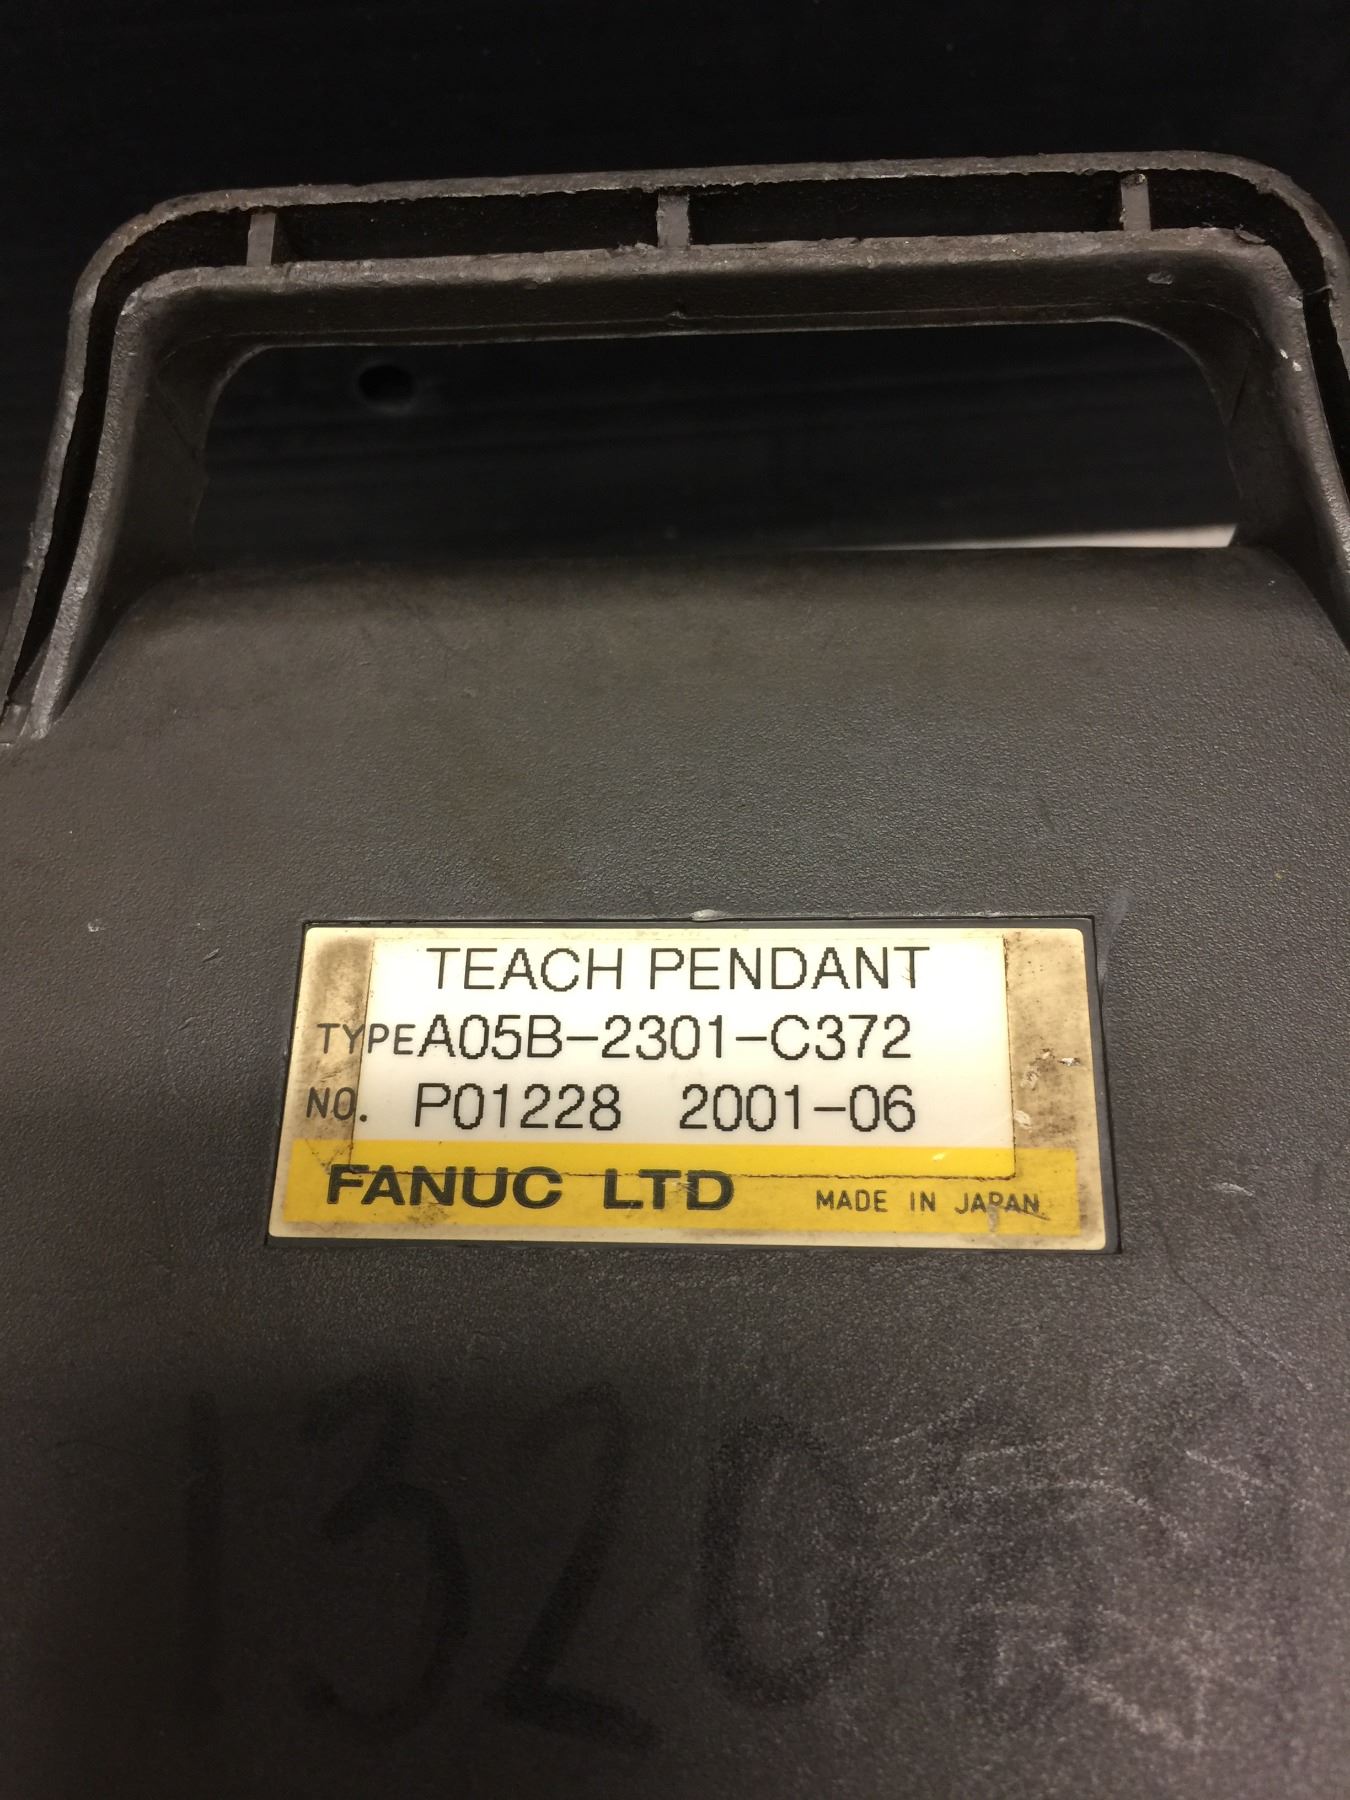 TEACH PENDANT
TYPE A05B-2301-C372
NO. P01228 2001-06
FANUC LTD MADE IN JAPAN